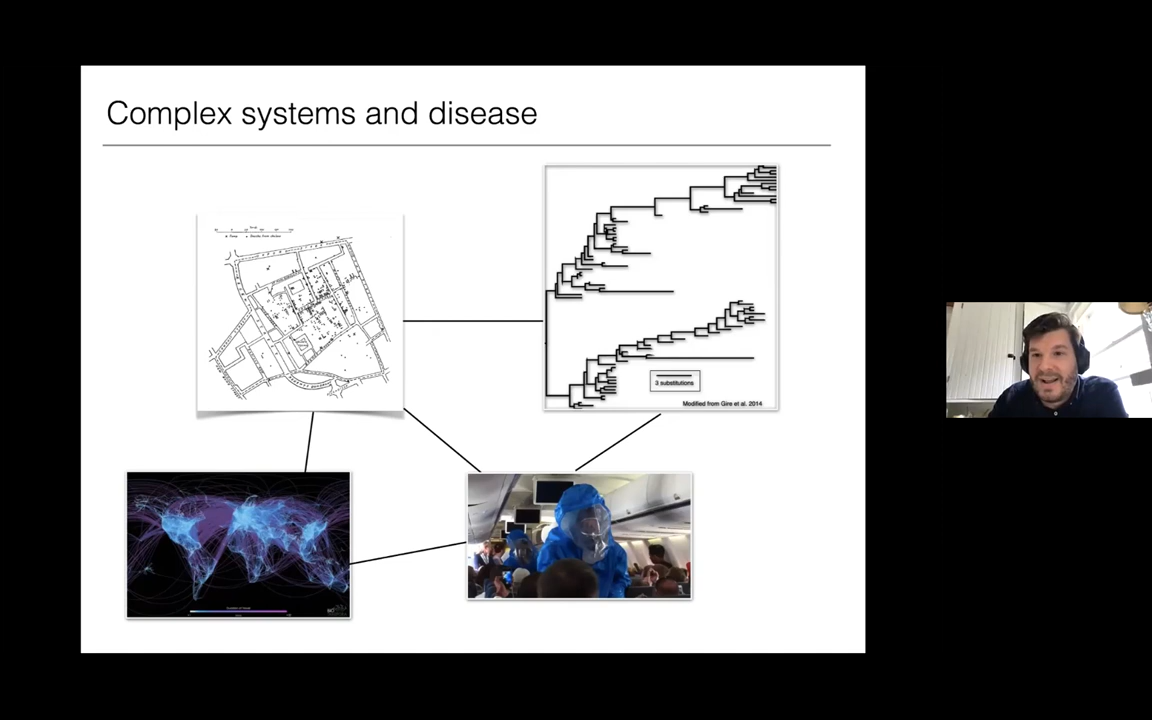 Complex systems and disease
3 substitutions
Modified from Gire et al. 2014